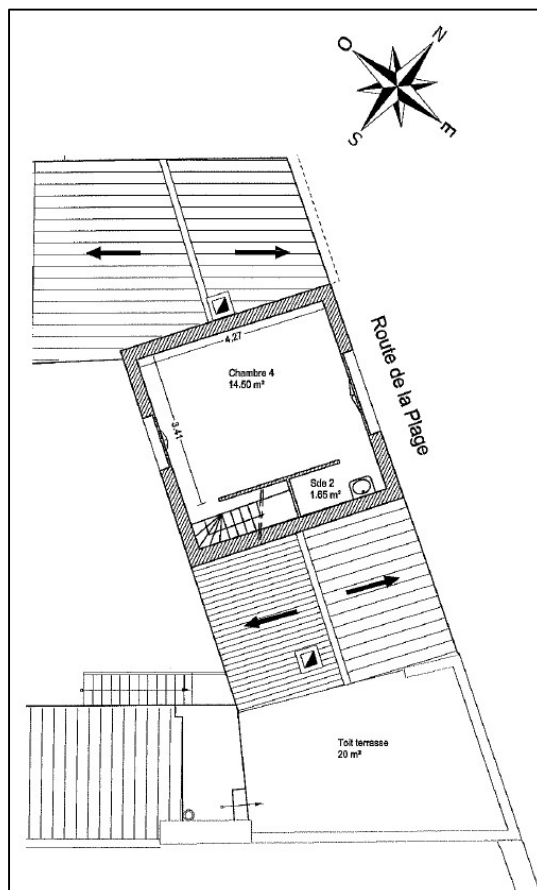 O
N
S
E
4.27
Route de la Plage
Chambre 4
14.50 m²
3.41
Sde 2
1.65 m²
Toit terrasse
20 m²